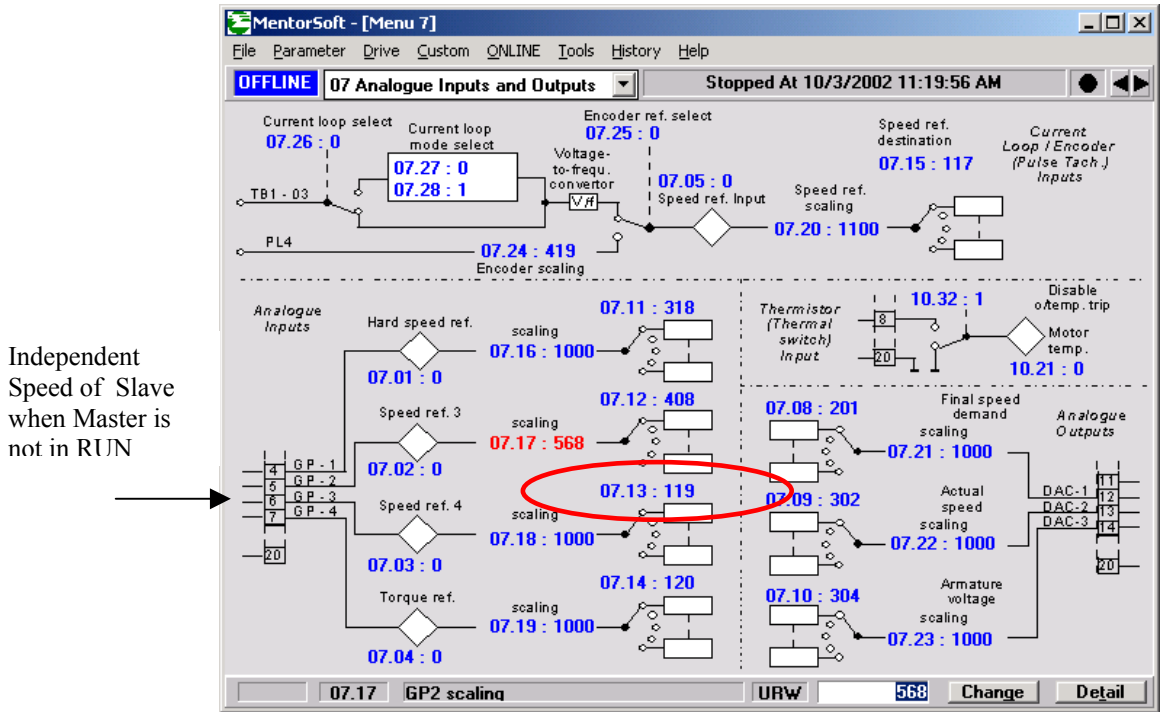 MentorSoft - [Menu 7]
File Parameter Drive Custom ONLINE Tools History Help
OFFLINE 07 Analogue Inputs and Outputs Stopped At 10/3/2002 11:19:56 AM
Current loop select
07.26 : 0
Current loop
mode select
07.27 : 0
07.28 : 1
Encoder ref. select
07.25 : 0
Voltage-
to-frequ.
convertor
V/f
07.05 : 0
Speed ref. Input
Speed ref.
scaling
07.20 : 1100
Speed ref.
destination
07.15 : 117
Current
Loop / Encoder
(Pulse Tach.)
Inputs
TB1 - 03
PL4
07.24 : 419
Encoder scaling
Analogue
Inputs
Hard speed ref.
07.01 : 0
scaling
07.16 : 1000
07.11 : 318
Speed ref. 3
07.02 : 0
scaling
07.17 : 568
07.12 : 408
Speed ref. 4
07.03 : 0
scaling
07.18 : 1000
07.13 : 119
Torque ref.
07.04 : 0
scaling
07.19 : 1000
07.14 : 120
4 GP - 1
5 GP - 2
6 GP - 3
7 GP - 4
20
Independent
Speed of Slave
when Master is
not in RUN
Thermistor
(Thermal
switch)
Input
8
20
10.32 : 1
Disable
o/temp. trip
Motor
temp.
10.21 : 0
07.08 : 201
Final speed
demand
scaling
07.21 : 1000
Analogue
Outputs
07.09 : 302
Actual
speed
scaling
07.22 : 1000
07.10 : 304
Armature
voltage
scaling
07.23 : 1000
11
DAC-1 12
DAC-2 13
DAC-3 14
20
07.17 GP2 scaling URW 568 Change Detail